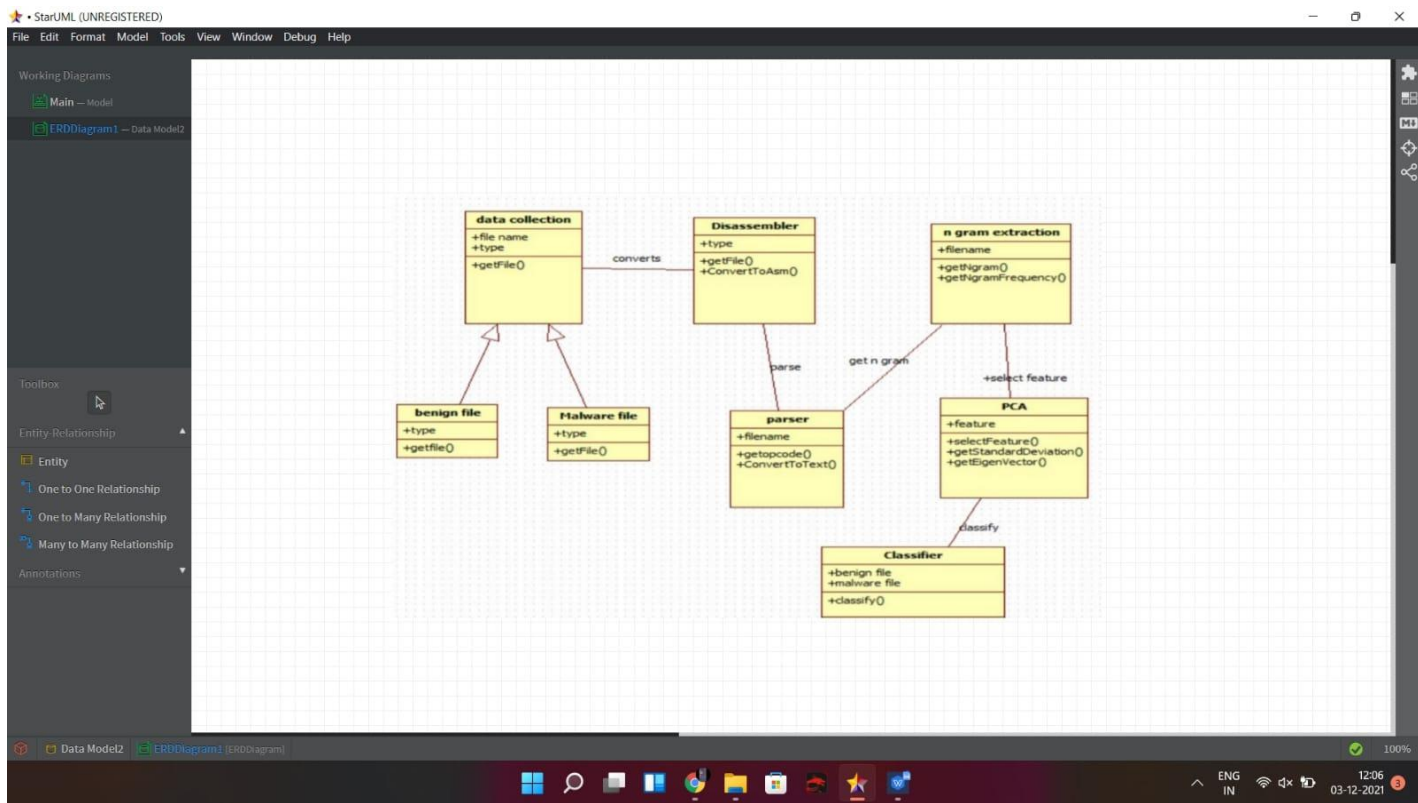 • StarUML (UNREGISTERED)
File Edit Format Model Tools View Window Debug Help
Working Diagrams
Main — Model
ERDDiagram1 — Data Model2
Toolbox
Entity-Relationship
Entity
One to One Relationship
One to Many Relationship
Many to Many Relationship
Annotations
data collection
+file name
+type
+getFile()
converts
Disassembler
+type
+getFile()
+ConvertToAsm()
n gram extraction
+filename
+getNgram()
+getNgramFrequency()
parse
get n gram
+select feature
benign file
+type
+getfile()
Malware file
+type
+getFile()
parser
+filename
+getopcode()
+ConvertToText()
PCA
+feature
+selectFeature()
+getStandardDeviation()
+getEigenVector()
classify
Classifier
+benign file
+malware file
+classify()
M
Data Model2 ERDDiagram1 [ERDDiagram]
100%
W
ENG
IN
12:06
03-12-2021
3